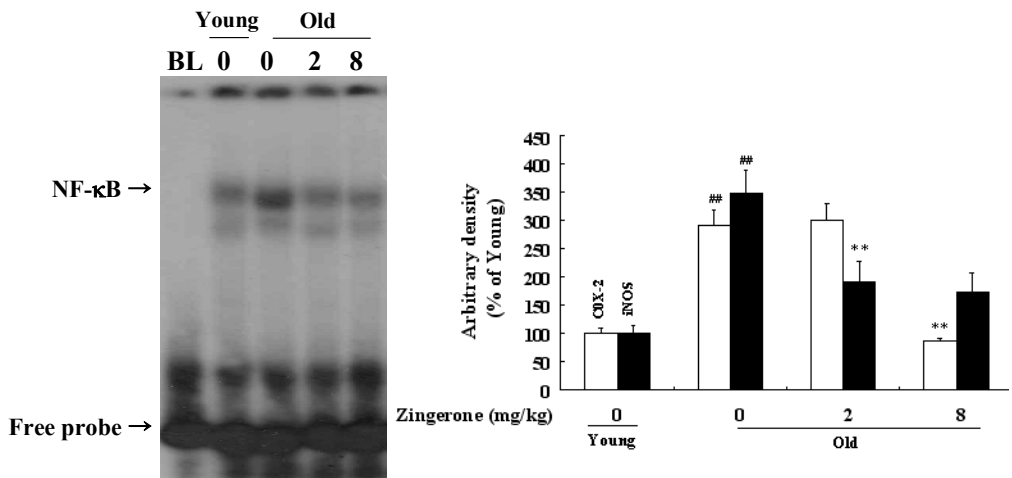 Young Old
BL 0 0 2 8
NF-κB →
Free probe →
Arbitrary density
(% of Young)
450
400
350
300
250
200
150
100
50
0
COX-2
iNOS
##
##
**
**
Zingerone (mg/kg) 0 0 2 8
Young Old